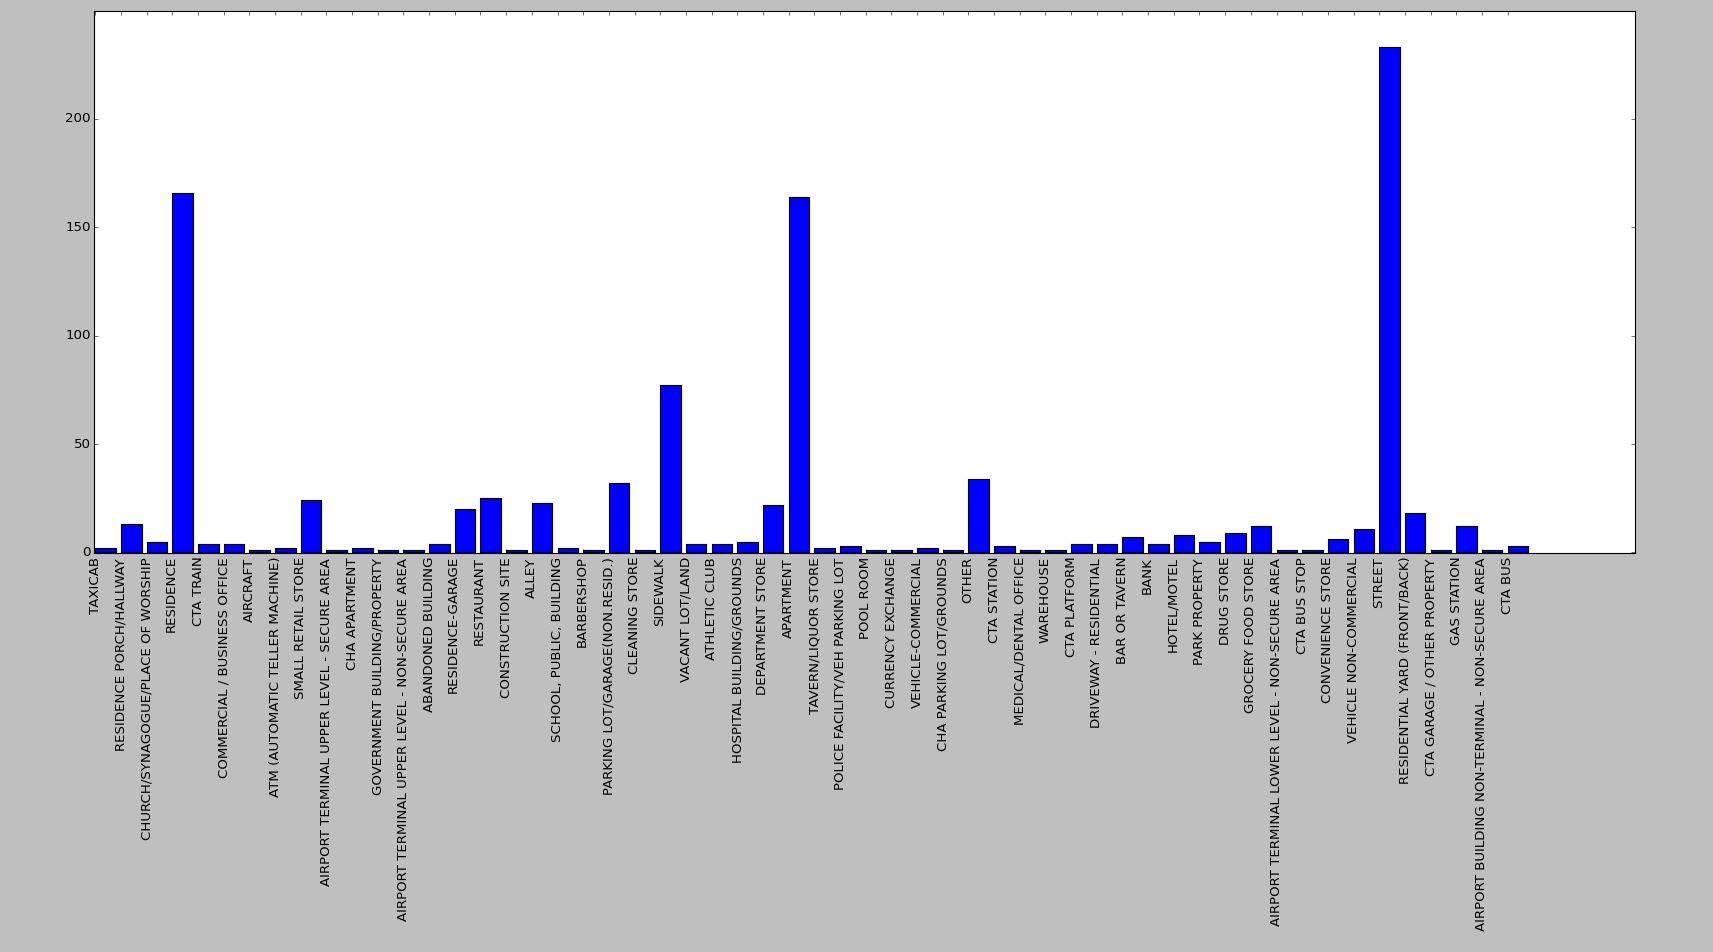 200
150
100
50
0
TAXICAB
RESIDENCE PORCH/HALLWAY
CHURCH/SYNAGOGUE/PLACE OF WORSHIP
RESIDENCE
CTA TRAIN
COMMERCIAL / BUSINESS OFFICE
AIRCRAFT
ATM (AUTOMATIC TELLER MACHINE)
SMALL RETAIL STORE
AIRPORT TERMINAL UPPER LEVEL - SECURE AREA
CHA APARTMENT
GOVERNMENT BUILDING/PROPERTY
AIRPORT TERMINAL UPPER LEVEL - NON-SECURE AREA
ABANDONED BUILDING
RESIDENCE-GARAGE
RESTAURANT
CONSTRUCTION SITE
ALLEY
SCHOOL, PUBLIC, BUILDING
BARBERSHOP
PARKING LOT/GARAGE(NON.RESID.)
CLEANING STORE
SIDEWALK
VACANT LOT/LAND
ATHLETIC CLUB
HOSPITAL BUILDING/GROUNDS
DEPARTMENT STORE
APARTMENT
TAVERN/LIQUOR STORE
POLICE FACILITY/VEH PARKING LOT
POOL ROOM
CURRENCY EXCHANGE
VEHICLE-COMMERCIAL
CHA PARKING LOT/GROUNDS
OTHER
CTA STATION
MEDICAL/DENTAL OFFICE
WAREHOUSE
CTA PLATFORM
DRIVEWAY - RESIDENTIAL
BAR OR TAVERN
BANK
HOTEL/MOTEL
PARK PROPERTY
DRUG STORE
GROCERY FOOD STORE
AIRPORT TERMINAL LOWER LEVEL - NON-SECURE AREA
CTA BUS STOP
CONVENIENCE STORE
VEHICLE NON-COMMERCIAL
STREET
RESIDENTIAL YARD (FRONT/BACK)
CTA GARAGE / OTHER PROPERTY
GAS STATION
AIRPORT BUILDING NON-TERMINAL - NON-SECURE AREA
CTA BUS